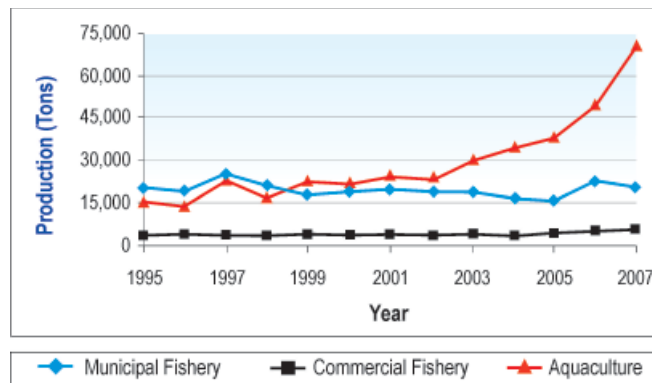 75,000
60,000
45,000
30,000
15,000
0
Production (Tons)
1995 1997 1999 2001 2003 2005 2007
Year
Municipal Fishery Commercial Fishery Aquaculture